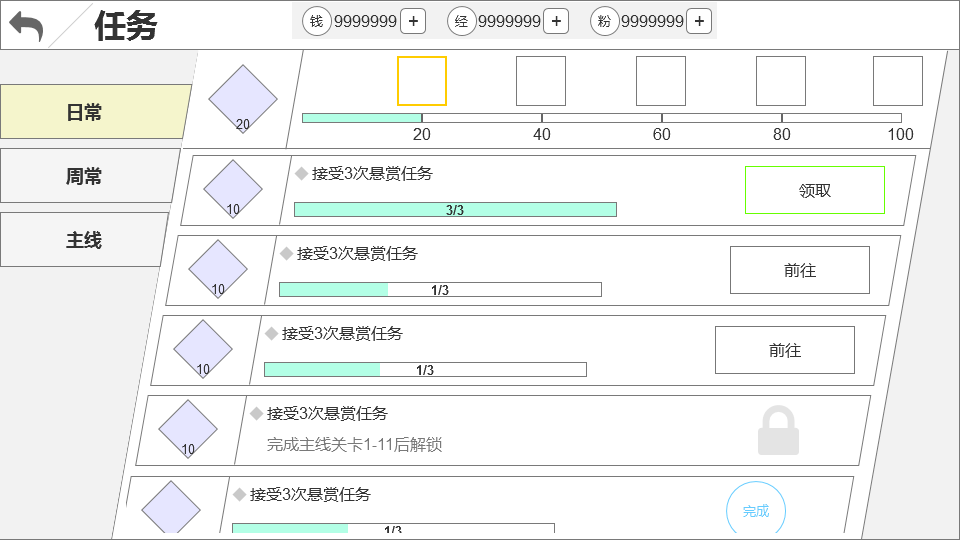 任务
钱 9999999 +
经 9999999 +
粉 9999999 +
日常
周常
主线
20
20 40 60 80 100
10
接受3次悬赏任务
3/3
领取
10
接受3次悬赏任务
1/3
前往
10
接受3次悬赏任务
1/3
前往
10
接受3次悬赏任务
完成主线关卡1-11后解锁
接受3次悬赏任务
1/3
完成